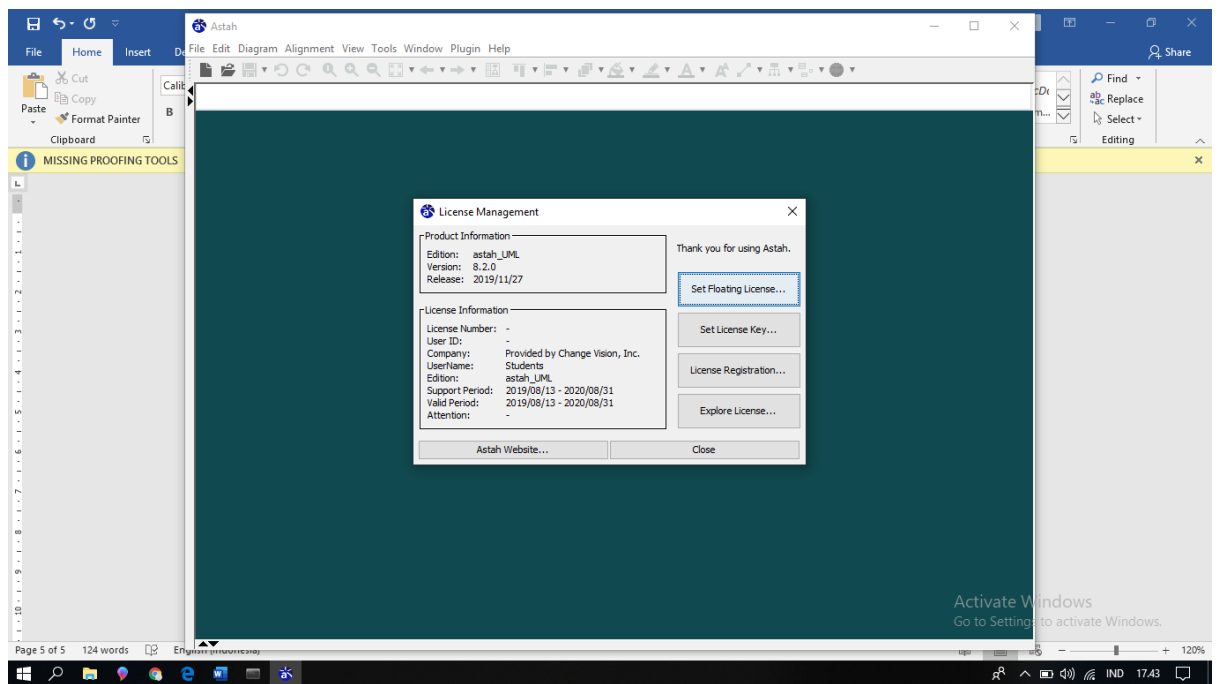 Astah
File Home Insert De
Share
File Edit Diagram Alignment View Tools Window Plugin Help
Paste
Cut
Copy
Format Painter
Calib
B
Clipboard
Find
Replace
Select
Editing
MISSING PROOFING TOOLS
License Management
Product Information
Edition: astah_UML
Version: 8.2.0
Release: 2019/11/27
License Information
License Number: -
User ID: -
Company: Provided by Change Vision, Inc.
UserName: Students
Edition: astah_UML
Support Period: 2019/08/13 - 2020/08/31
Valid Period: 2019/08/13 - 2020/08/31
Attention: -
Thank you for using Astah.
Set Floating License...
Set License Key...
License Registration...
Explore License...
Astah Website...
Close
Activate Windows
Go to Settings to activate Windows.
Page 5 of 5 124 words English (Indonesia)
120%
IND 17.43